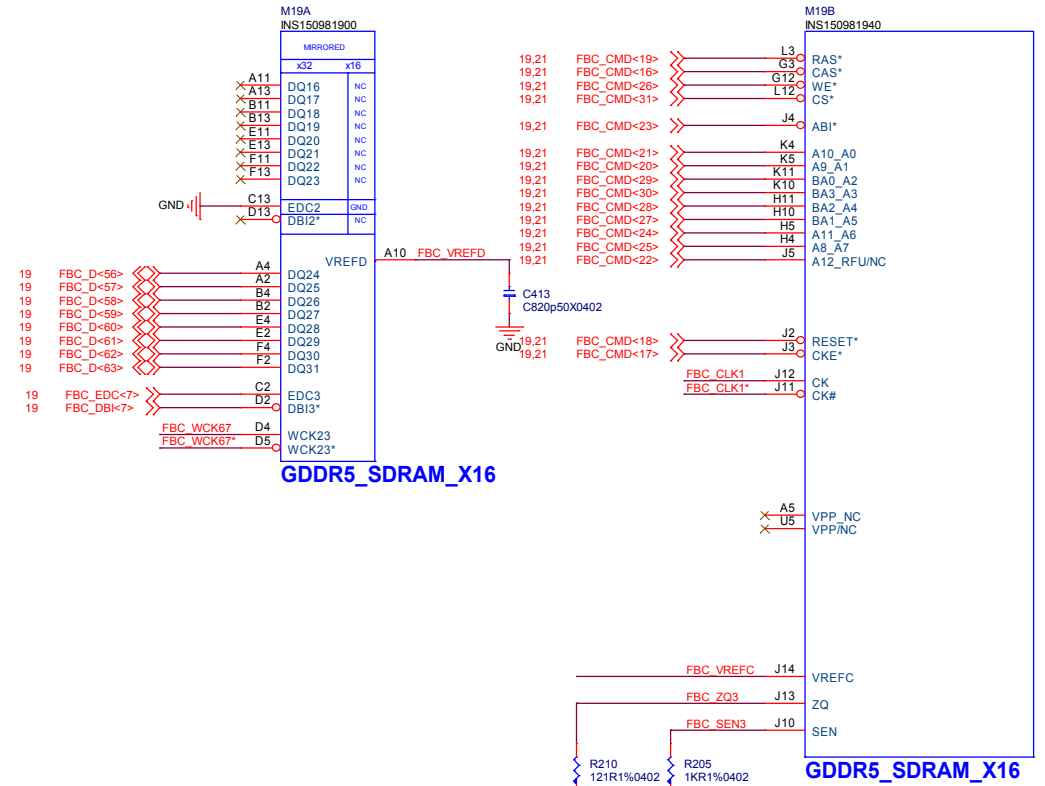 M19A
INS150981900
MIRRORED
x32 x16
A11 DQ16 NC
A13 DQ17 NC
B11 DQ18 NC
B13 DQ19 NC
E11 DQ20 NC
E13 DQ21 NC
F11 DQ22 NC
F13 DQ23 NC
GND C13 EDC2 GND
D13 DBI2* NC
VREFD A10 FBC_VREFD
19 FBC_D<56> A4 DQ24
19 FBC_D<57> A2 DQ25
19 FBC_D<58> B4 DQ26
19 FBC_D<59> B2 DQ27
19 FBC_D<60> E4 DQ28
19 FBC_D<61> E2 DQ29
19 FBC_D<62> F4 DQ30
19 FBC_D<63> F2 DQ31
19 FBC_EDC<7> C2 EDC3
19 FBC_DBI<7> D2 DBI3*
FBC_WCK67 D4 WCK23
FBC_WCK67* D5 WCK23*
GDDR5_SDRAM_X16
C413
C820p50X0402
GND
M19B
INS150981940
19,21 FBC_CMD<19> L3 RAS*
19,21 FBC_CMD<16> G3 CAS*
19,21 FBC_CMD<26> G12 WE*
19,21 FBC_CMD<31> L12 CS*
19,21 FBC_CMD<23> J4 ABI*
19,21 FBC_CMD<21> K4 A10_A0
19,21 FBC_CMD<20> K5 A9_A1
19,21 FBC_CMD<29> K11 BA0_A2
19,21 FBC_CMD<30> K10 BA3_A3
19,21 FBC_CMD<28> H11 BA2_A4
19,21 FBC_CMD<27> H10 BA1_A5
19,21 FBC_CMD<24> H5 A11_A6
19,21 FBC_CMD<25> H4 A8_A7
19,21 FBC_CMD<22> J5 A12_RFU/NC
19,21 FBC_CMD<18> J2 RESET*
19,21 FBC_CMD<17> J3 CKE*
FBC_CLK1 J12 CK
FBC_CLK1* J11 CK#
A5 VPP_NC
U5 VPP/NC
FBC_VREFC J14 VREFC
FBC_ZQ3 J13 ZQ
FBC_SEN3 J10 SEN
R210
121R1%0402
R205
1KR1%0402
GDDR5_SDRAM_X16